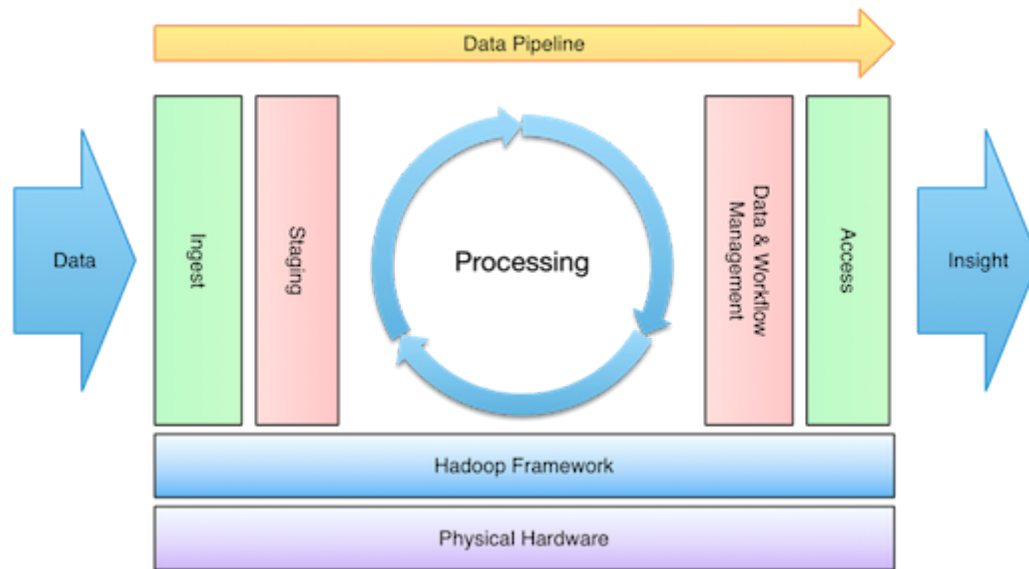 Data Pipeline
Data
Ingest
Staging
Processing
Data & Workflow
Management
Access
Insight
Hadoop Framework
Physical Hardware